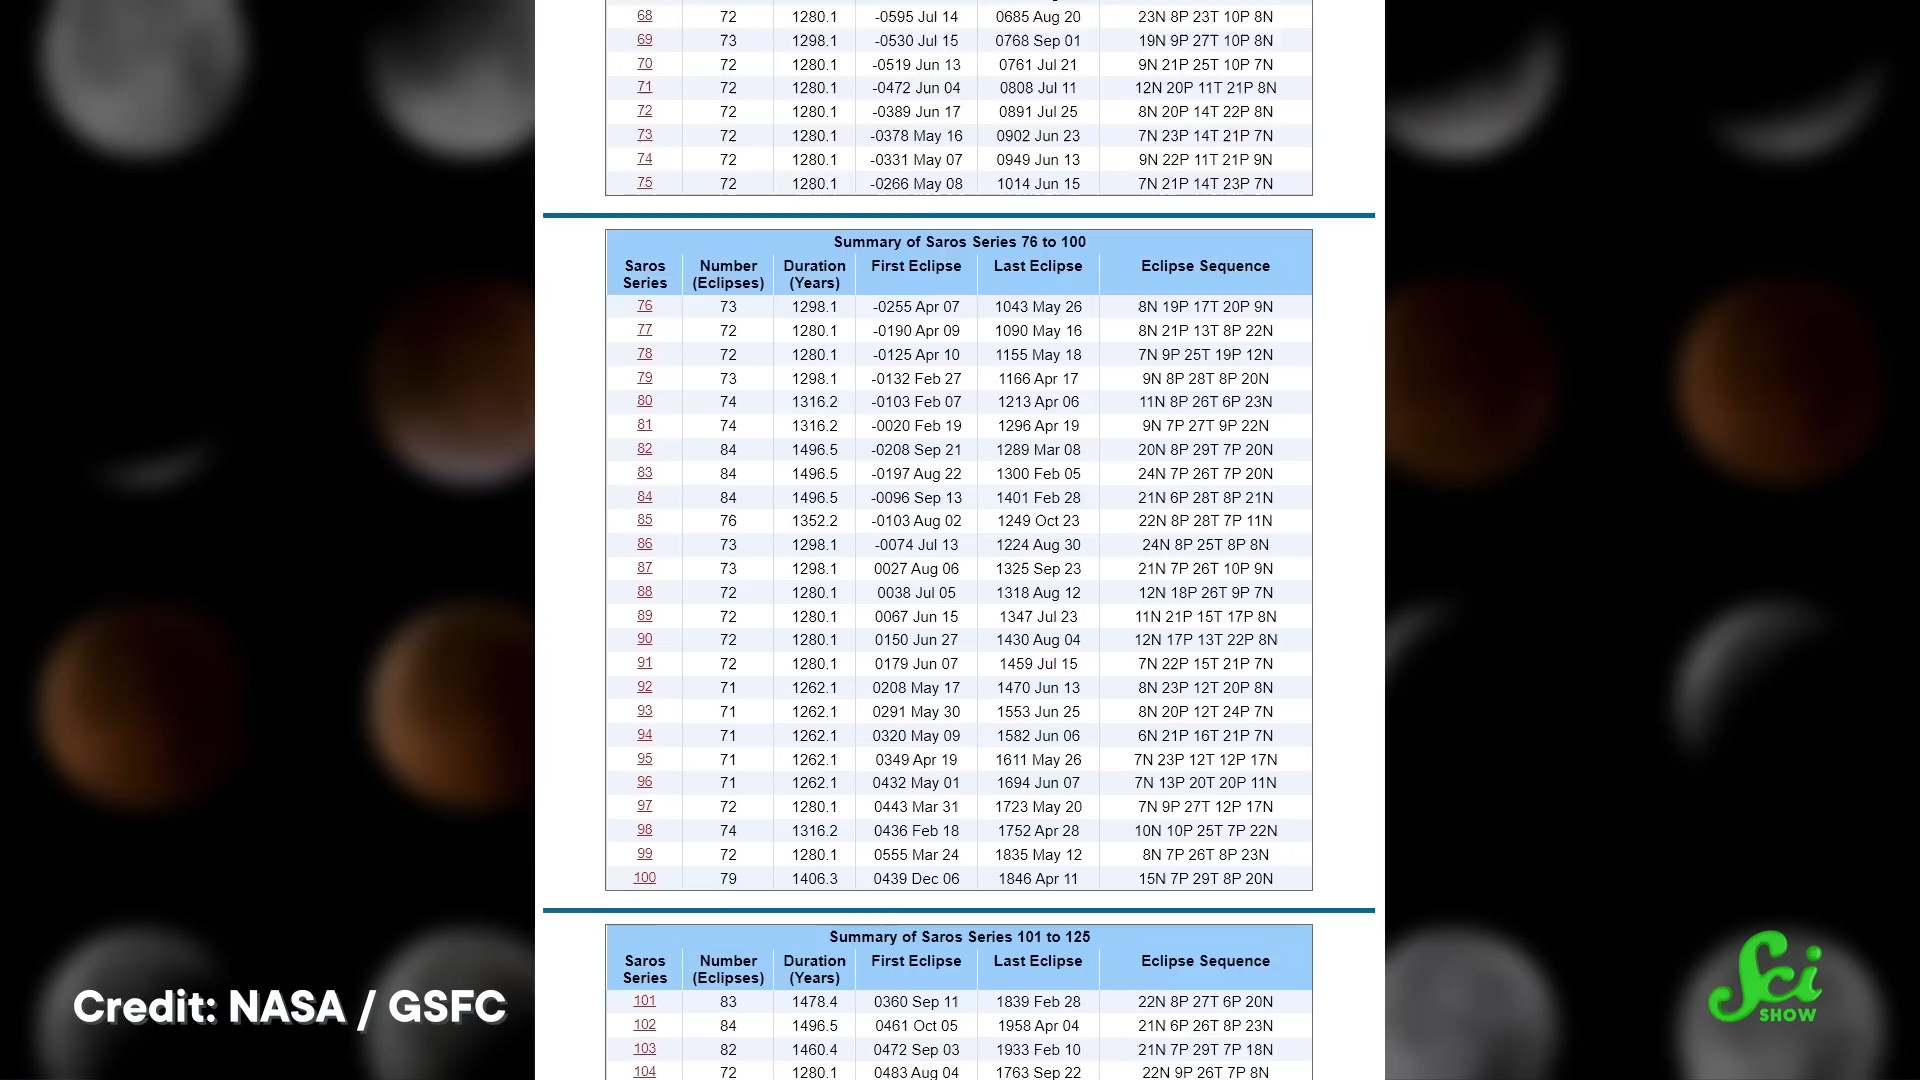 68 72 1280.1 -0595 Jul 14 0685 Aug 20 23N 8P 23T 10P 8N
69 73 1298.1 -0530 Jul 15 0768 Sep 01 19N 9P 27T 10P 8N
70 72 1280.1 -0519 Jun 13 0761 Jul 21 9N 21P 25T 10P 7N
71 72 1280.1 -0472 Jun 04 0808 Jul 11 12N 20P 11T 21P 8N
72 72 1280.1 -0389 Jun 17 0891 Jul 25 8N 20P 14T 22P 8N
73 72 1280.1 -0378 May 16 0902 Jun 23 7N 23P 14T 21P 7N
74 72 1280.1 -0331 May 07 0949 Jun 13 9N 22P 11T 21P 9N
75 72 1280.1 -0266 May 08 1014 Jun 15 7N 21P 14T 23P 7N
Summary of Saros Series 76 to 100
Saros Number Duration First Eclipse Last Eclipse Eclipse Sequence
Series (Eclipses) (Years)
76 73 1298.1 -0255 Apr 07 1043 May 26 8N 19P 17T 20P 9N
77 72 1280.1 -0190 Apr 09 1090 May 16 8N 21P 13T 8P 22N
78 72 1280.1 -0125 Apr 10 1155 May 18 7N 9P 25T 19P 12N
79 73 1298.1 -0132 Feb 27 1166 Apr 17 9N 8P 28T 8P 20N
80 74 1316.2 -0103 Feb 07 1213 Apr 06 11N 8P 26T 6P 23N
81 74 1316.2 -0020 Feb 19 1296 Apr 19 9N 7P 27T 9P 22N
82 84 1496.5 -0208 Sep 21 1289 Mar 08 20N 8P 29T 7P 20N
83 84 1496.5 -0197 Aug 22 1300 Feb 05 24N 7P 26T 7P 20N
84 84 1496.5 -0096 Sep 13 1401 Feb 28 21N 6P 28T 8P 21N
85 76 1352.2 -0103 Aug 02 1249 Oct 23 22N 8P 28T 7P 11N
86 73 1298.1 -0074 Jul 13 1224 Aug 30 24N 8P 25T 8P 8N
87 73 1298.1 0027 Aug 06 1325 Sep 23 21N 7P 26T 10P 9N
88 72 1280.1 0038 Jul 05 1318 Aug 12 12N 18P 26T 9P 7N
89 72 1280.1 0067 Jun 15 1347 Jul 23 11N 21P 15T 17P 8N
90 72 1280.1 0150 Jun 27 1430 Aug 04 12N 17P 13T 22P 8N
91 72 1280.1 0179 Jun 07 1459 Jul 15 7N 22P 15T 21P 7N
92 71 1262.1 0208 May 17 1470 Jun 13 8N 23P 12T 20P 8N
93 71 1262.1 0291 May 30 1553 Jun 25 8N 20P 12T 24P 7N
94 71 1262.1 0320 May 09 1582 Jun 06 6N 21P 16T 21P 7N
95 71 1262.1 0349 Apr 19 1611 May 26 7N 23P 12T 12P 17N
96 71 1262.1 0432 May 01 1694 Jun 07 7N 13P 20T 20P 11N
97 72 1280.1 0443 Mar 31 1723 May 20 7N 9P 27T 12P 17N
98 74 1316.2 0436 Feb 18 1752 Apr 28 10N 10P 25T 7P 22N
99 72 1280.1 0555 Mar 24 1835 May 12 8N 7P 26T 8P 23N
100 79 1406.3 0439 Dec 06 1846 Apr 11 15N 7P 29T 8P 20N
Summary of Saros Series 101 to 125
Saros Number Duration First Eclipse Last Eclipse Eclipse Sequence
Series (Eclipses) (Years)
101 83 1478.4 0360 Sep 11 1839 Feb 28 22N 8P 27T 6P 20N
102 84 1496.5 0461 Oct 05 1958 Apr 04 21N 6P 26T 8P 23N
103 82 1460.4 0472 Sep 03 1933 Feb 10 21N 7P 29T 7P 18N
104 72 1280.1 0483 Aug 04 1763 Sep 22 22N 9P 26T 7P 8N
Credit: NASA / GSFC
Sci
SHOW